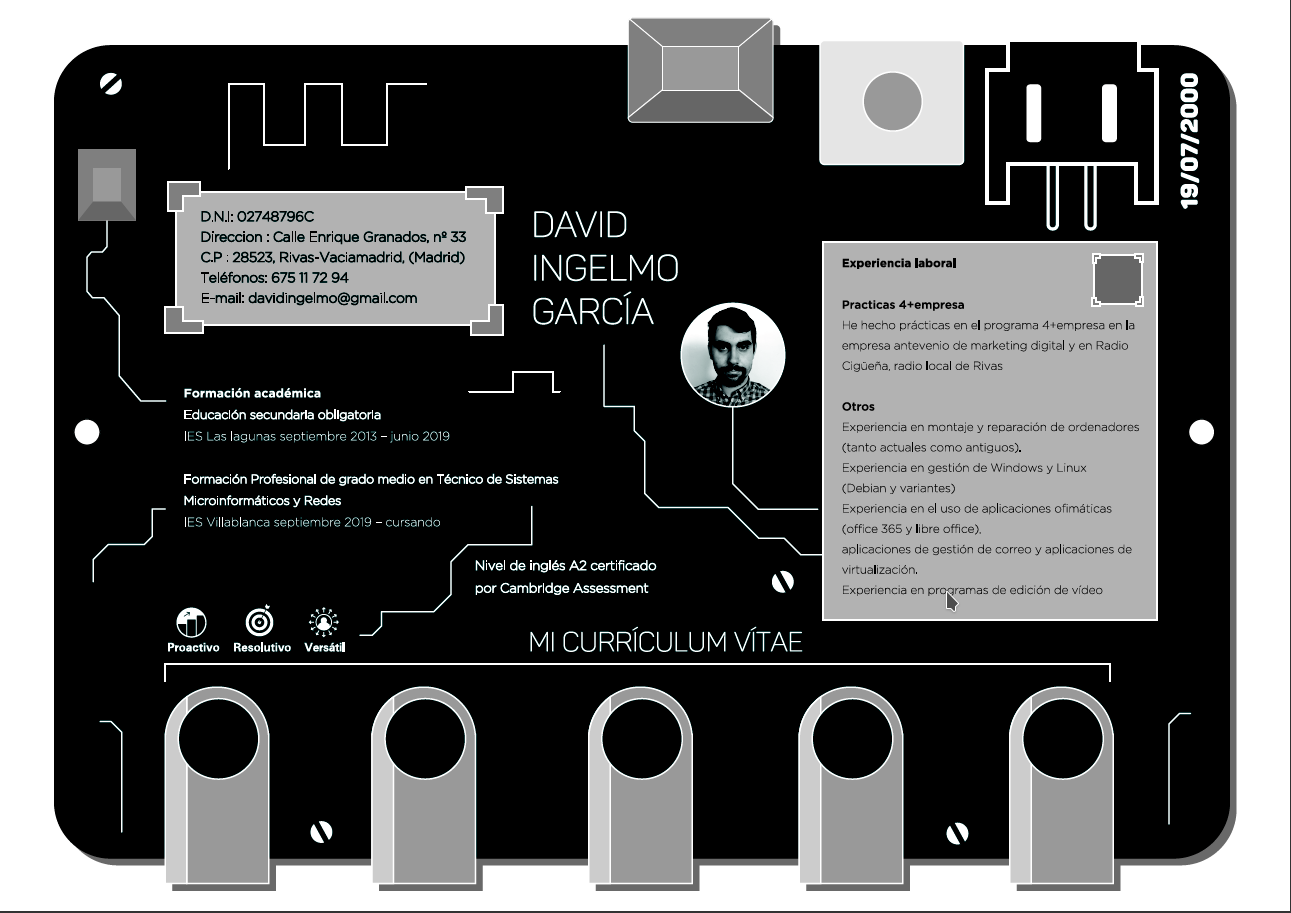 19/07/2000
D.N.I: 02748796C
Direccion : Calle Enrique Granados, nº 33
C.P : 28523, Rivas-Vaciamadrid, (Madrid)
Teléfonos: 675 11 72 94
E-mail: davidingelmo@gmail.com
DAVID
INGELMO
GARCÍA
Formación académica
Educación secundaria obligatoria
IES Las lagunas septiembre 2013 – junio 2019
Formación Profesional de grado medio en Técnico de Sistemas
Microinformáticos y Redes
IES Villablanca septiembre 2019 – cursando
Nivel de inglés A2 certificado
por Cambridge Assessment
Proactivo Resolutivo Versátil
Experiencia laboral
Practicas 4+empresa
He hecho prácticas en el programa 4+empresa en la
empresa antevenio de marketing digital y en Radio
Cigüeña, radio local de Rivas
Otros
Experiencia en montaje y reparación de ordenadores
(tanto actuales como antiguos).
Experiencia en gestión de Windows y Linux
(Debian y variantes)
Experiencia en el uso de aplicaciones ofimáticas
(office 365 y libre office).
aplicaciones de gestión de correo y aplicaciones de
virtualización.
Experiencia en programas de edición de vídeo
MI CURRÍCULUM VÍTAE